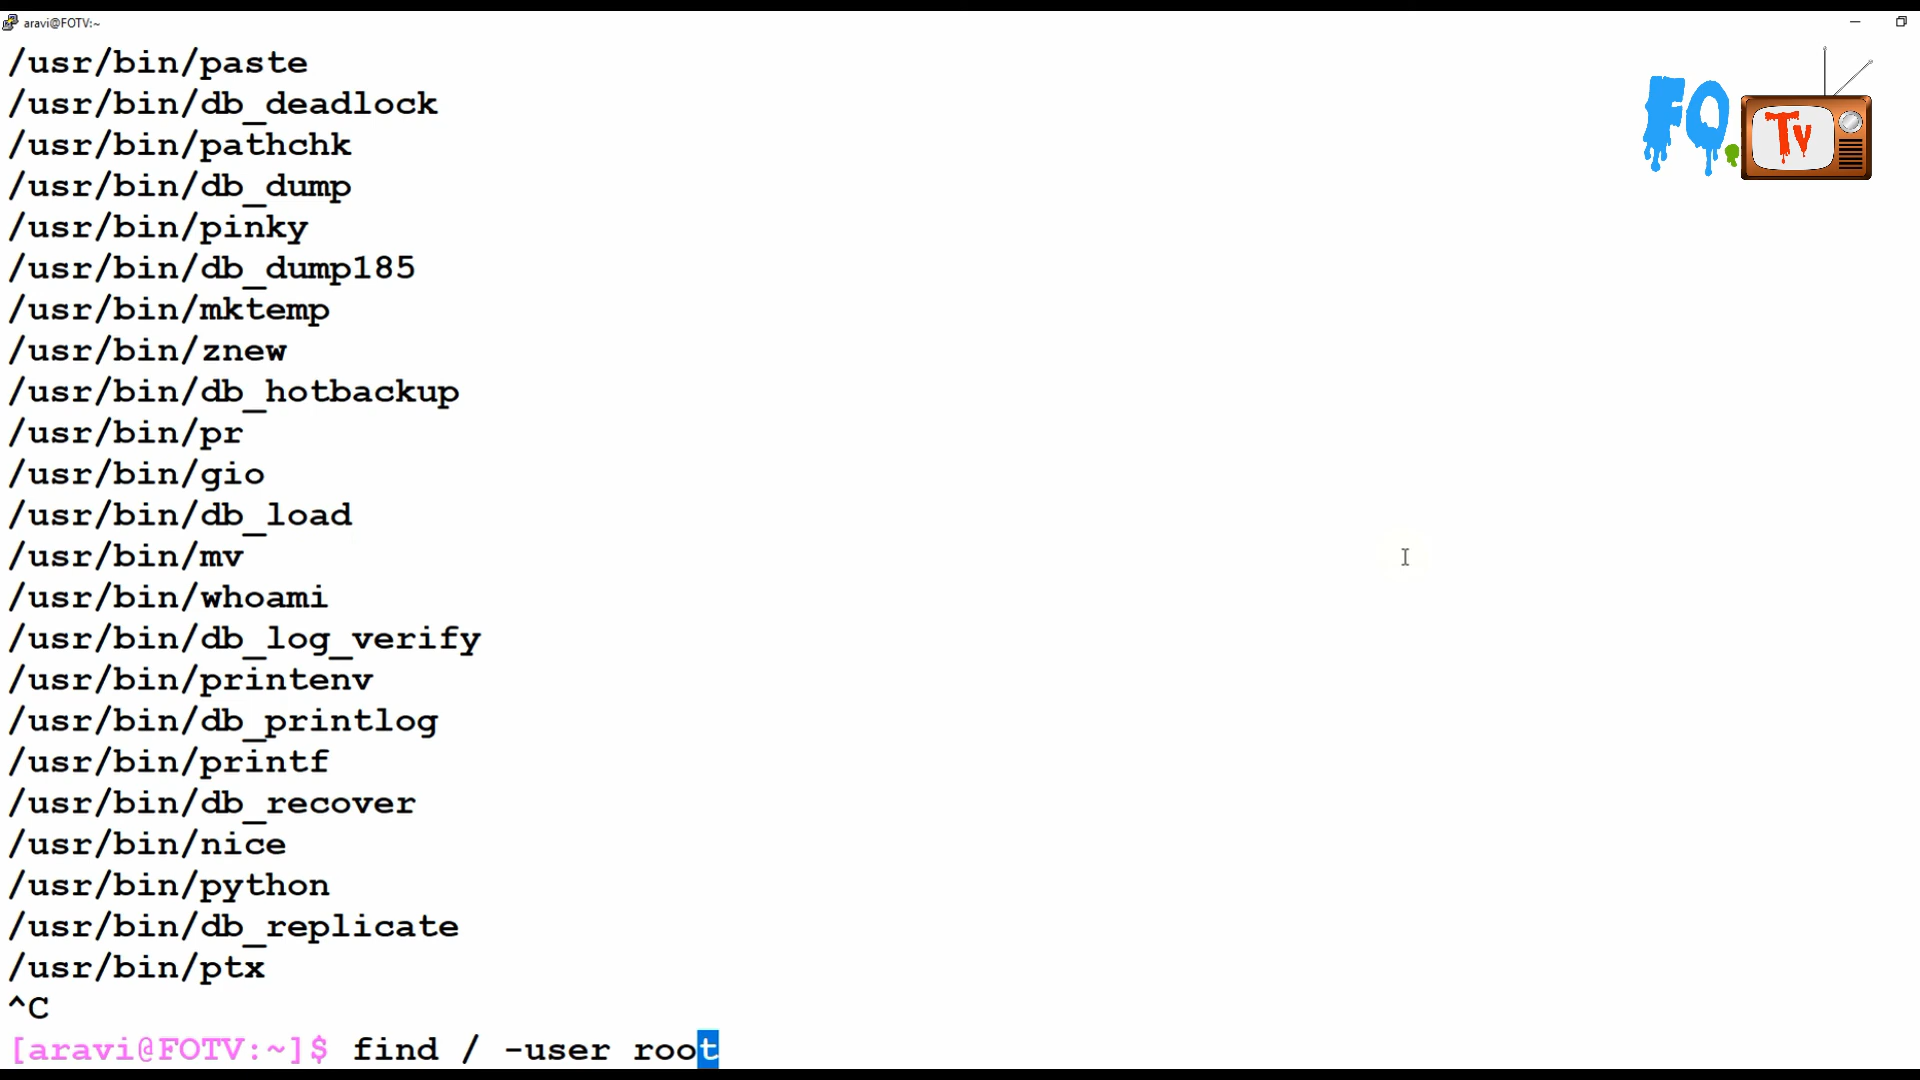 aravi@FOTV:~
/usr/bin/paste
/usr/bin/db_deadlock
/usr/bin/pathchk
/usr/bin/db_dump
/usr/bin/pinky
/usr/bin/db_dump185
/usr/bin/mktemp
/usr/bin/znew
/usr/bin/db_hotbackup
/usr/bin/pr
/usr/bin/gio
/usr/bin/db_load
/usr/bin/mv
/usr/bin/whoami
/usr/bin/db_log_verify
/usr/bin/printenv
/usr/bin/db_printlog
/usr/bin/printf
/usr/bin/db_recover
/usr/bin/nice
/usr/bin/python
/usr/bin/db_replicate
/usr/bin/ptx
^C
[aravi@FOTV:~]$ find / -user root
FO. Tv